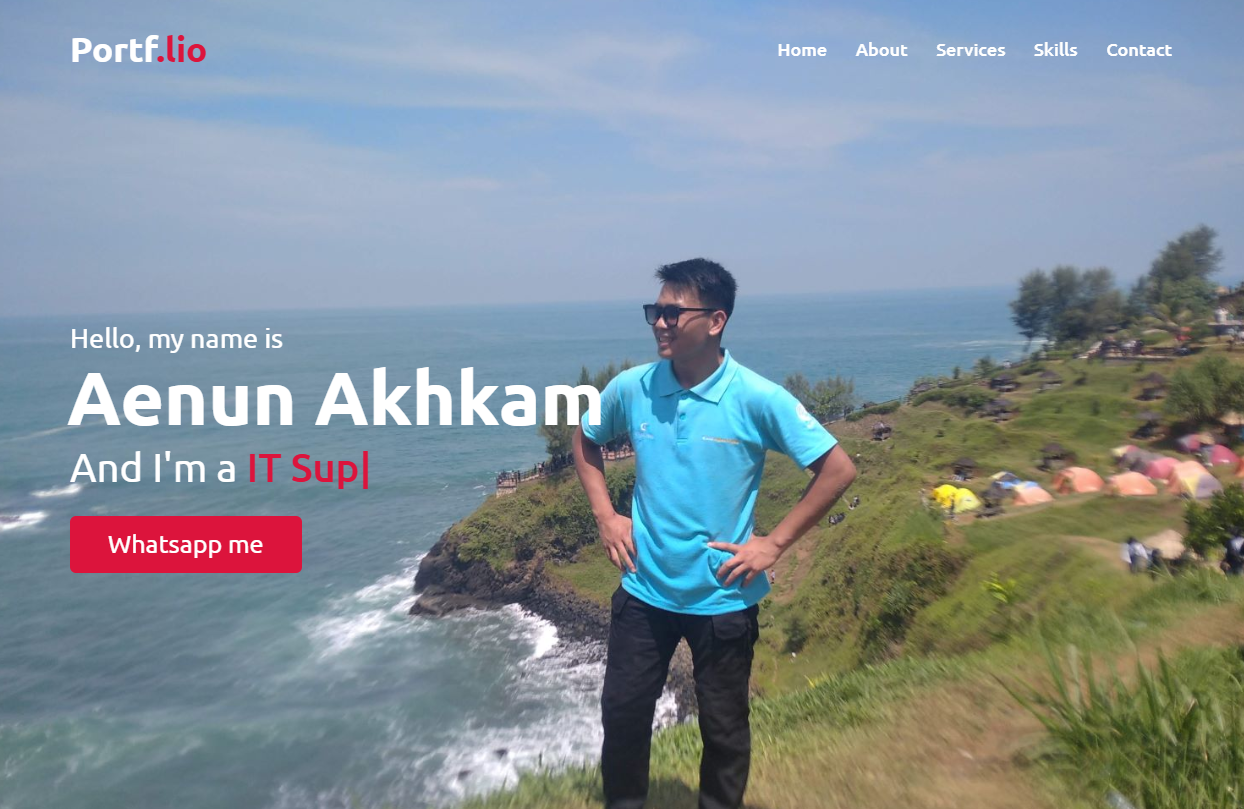 Portf.lio
Home About Services Skills Contact
Hello, my name is
Aenun Akhkam
And I'm a IT Sup|
Whatsapp me